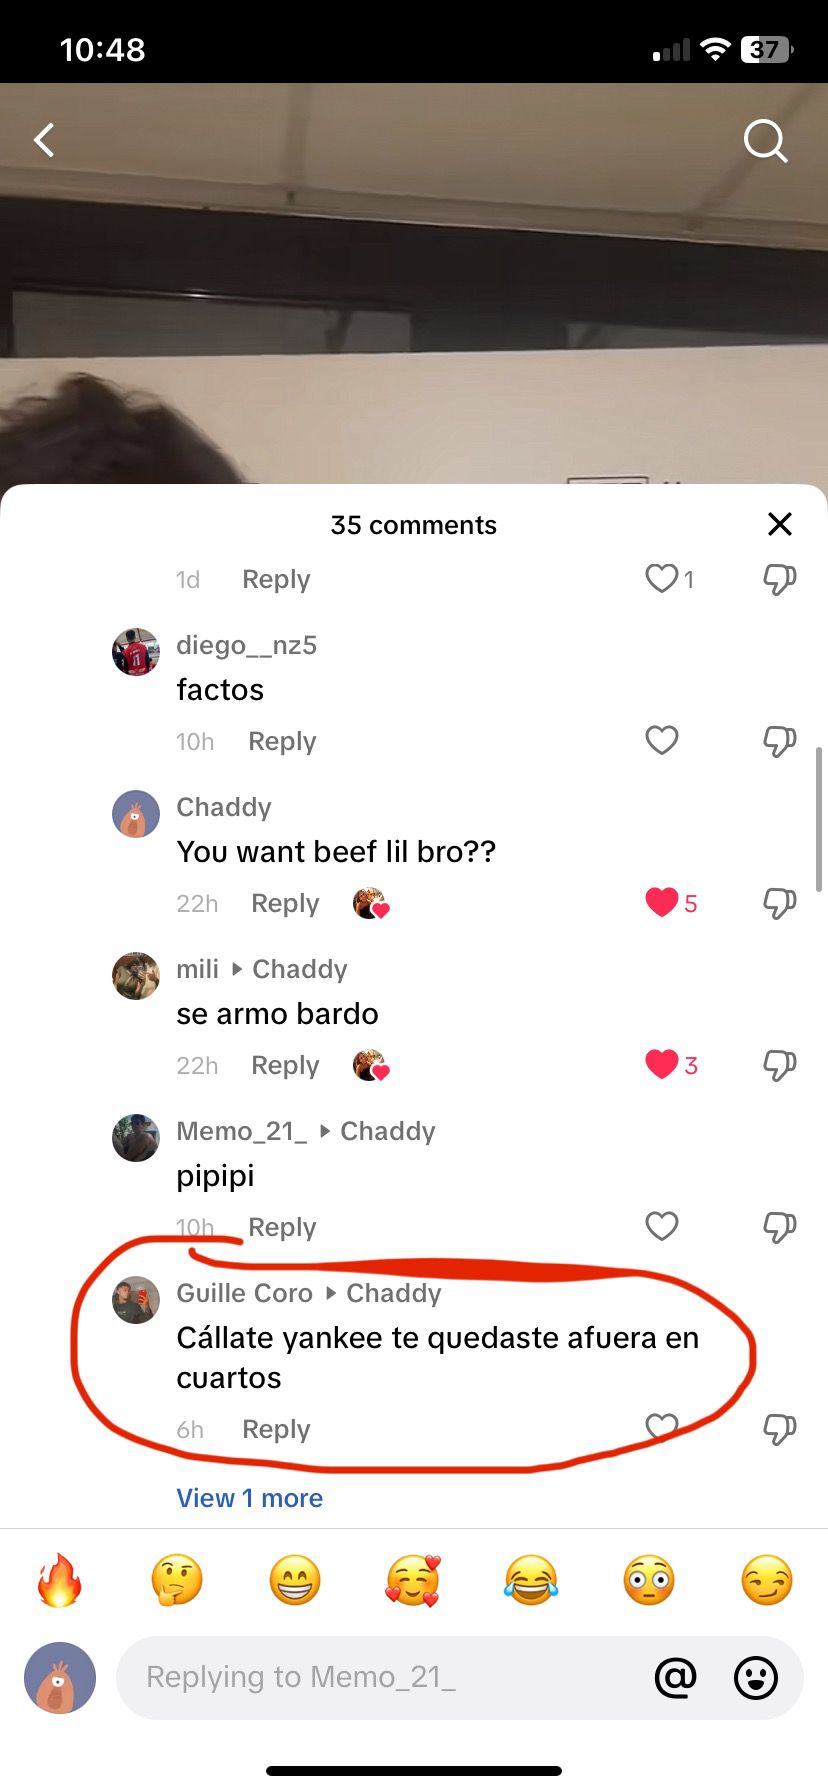 10:48
37
35 comments
1d Reply 1
diego__nz5
factos
10h Reply
Chaddy
You want beef lil bro??
22h Reply 5
mili Chaddy
se armo bardo
22h Reply 3
Memo_21_ Chaddy
pipipi
10h Reply
Guille Coro Chaddy
Cállate yankee te quedaste afuera en
cuartos
6h Reply
View 1 more
Replying to Memo_21_ @